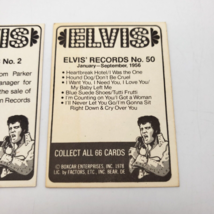 VIS
No. 2
om Parker
anager for
the sale of
m Records
ELVIS
ELVIS' RECORDS No. 50
January—September, 1956
• Heartbreak Hotel/I Was the One
• Hound Dog/Don't Be Cruel
• I Want You, I Need You, I Love You/
My Baby Left Me
• Blue Suede Shoes/Tutti Frutti
• I'm Counting on You/I Got a Woman
• I'll Never Let You Go/I'm Gonna Sit
Right Down & Cry Over You
COLLECT ALL 66 CARDS
© BOXCAR ENTERPRISES, INC. 1978
Lic. by FACTORS, ETC., INC. BEAR, DE.